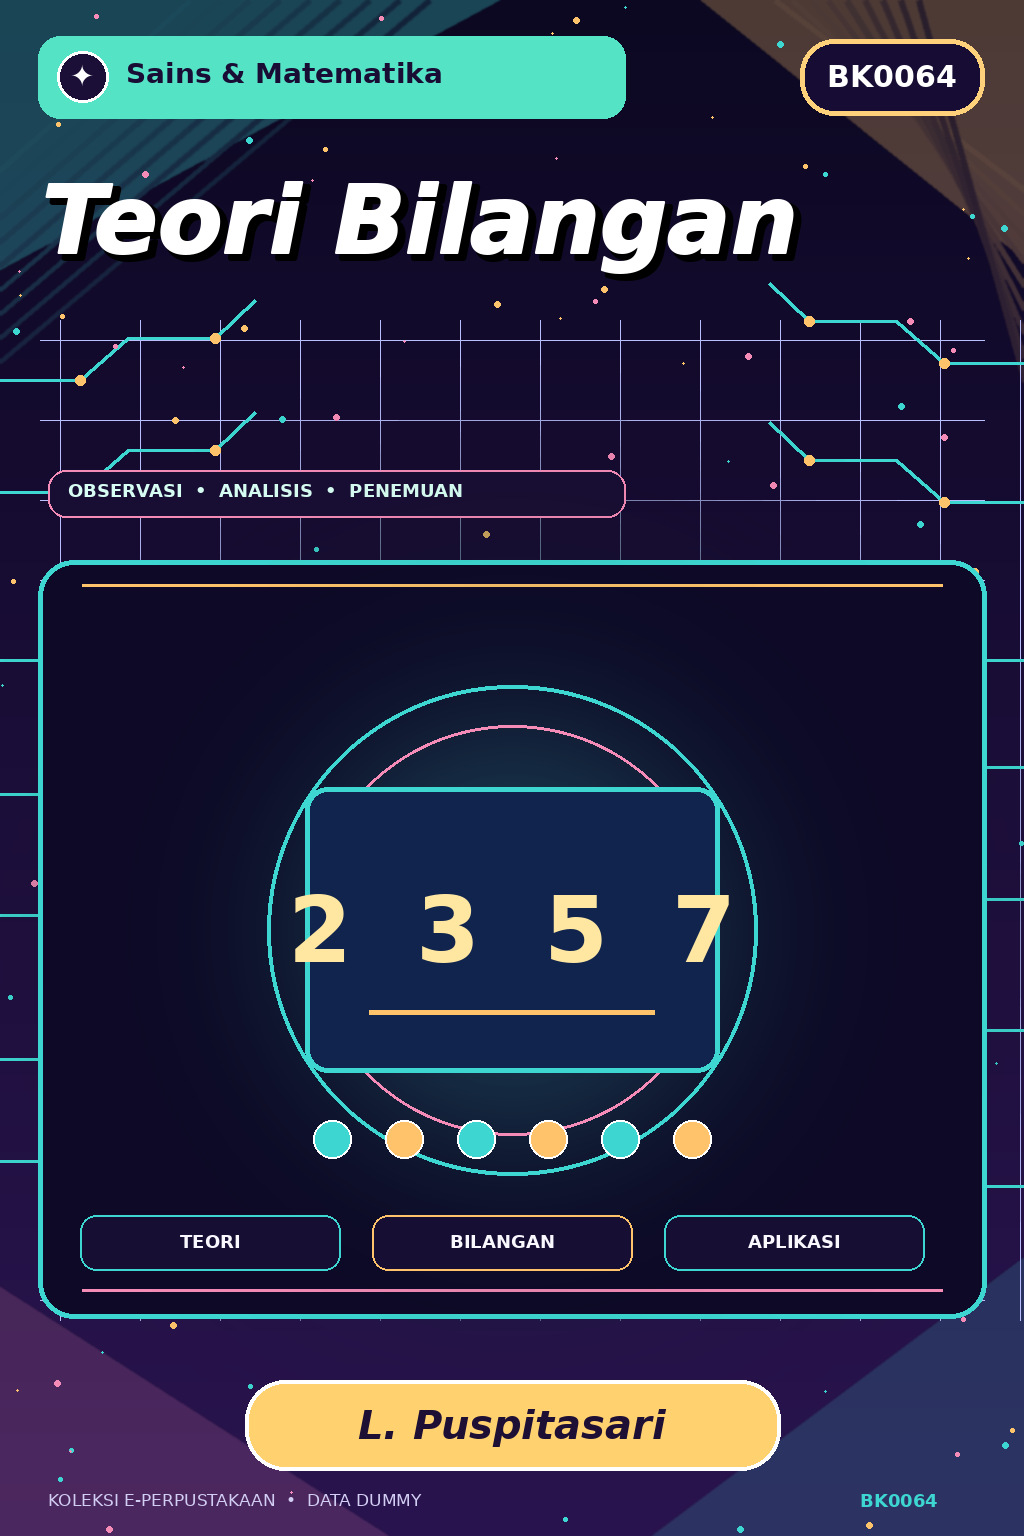 ✦ Sains & Matematika
BK0064
Teori Bilangan
OBSERVASI • ANALISIS • PENEMUAN
2 3 5 7
TEORI
BILANGAN
APLIKASI
L. Puspitasari
KOLEKSI E-PERPUSTAKAAN • DATA DUMMY
BK0064